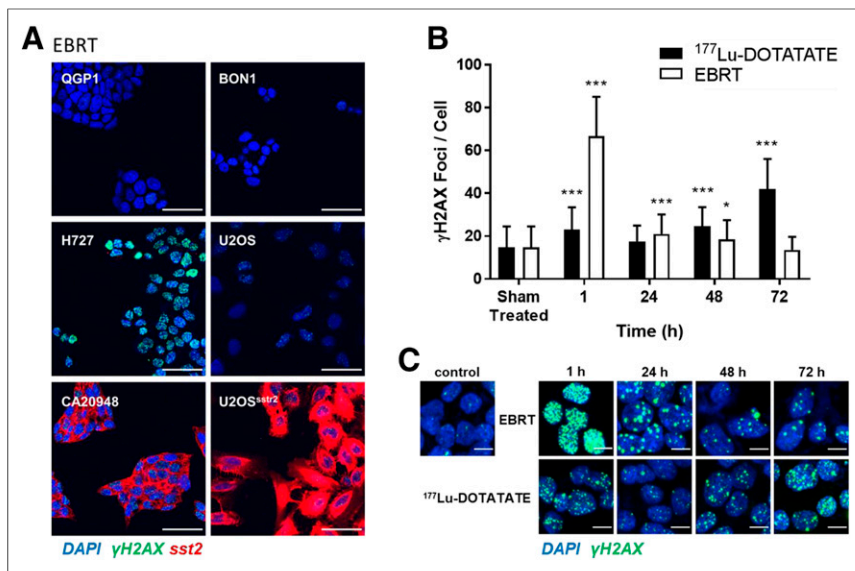 A EBRT
QGP1 BON1
H727 U2OS
CA20948 U2OSsstr2
DAPI γH2AX sst2
B
177Lu-DOTATATE
EBRT
γH2AX Foci / Cell
100
80
60
40
20
0
***
***
***
***
*
***
Sham Treated 1 24 48 72
Time (h)
C
control 1 h 24 h 48 h 72 h
EBRT
177Lu-DOTATATE
DAPI γH2AX